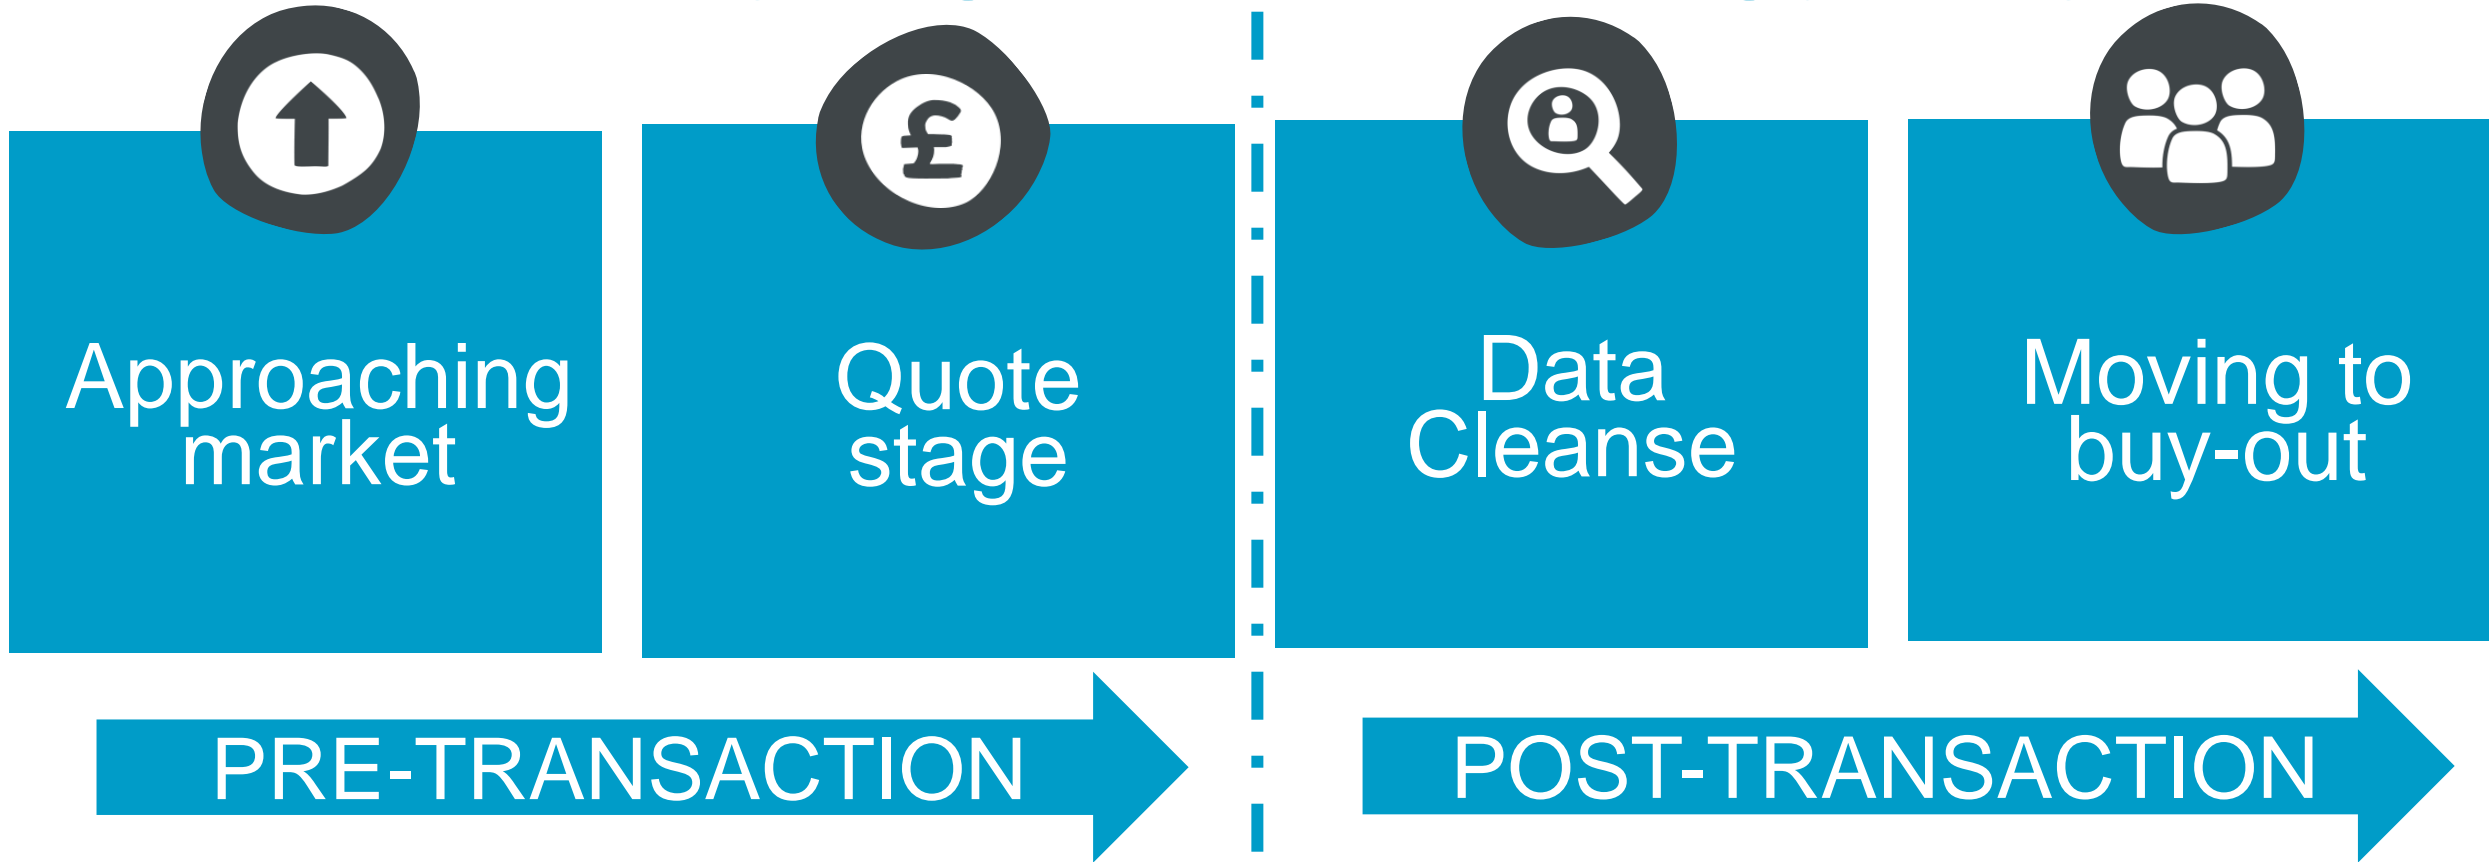 £
Approaching
market
Quote
stage
Data
Cleanse
Moving to
buy-out
PRE-TRANSACTION
POST-TRANSACTION